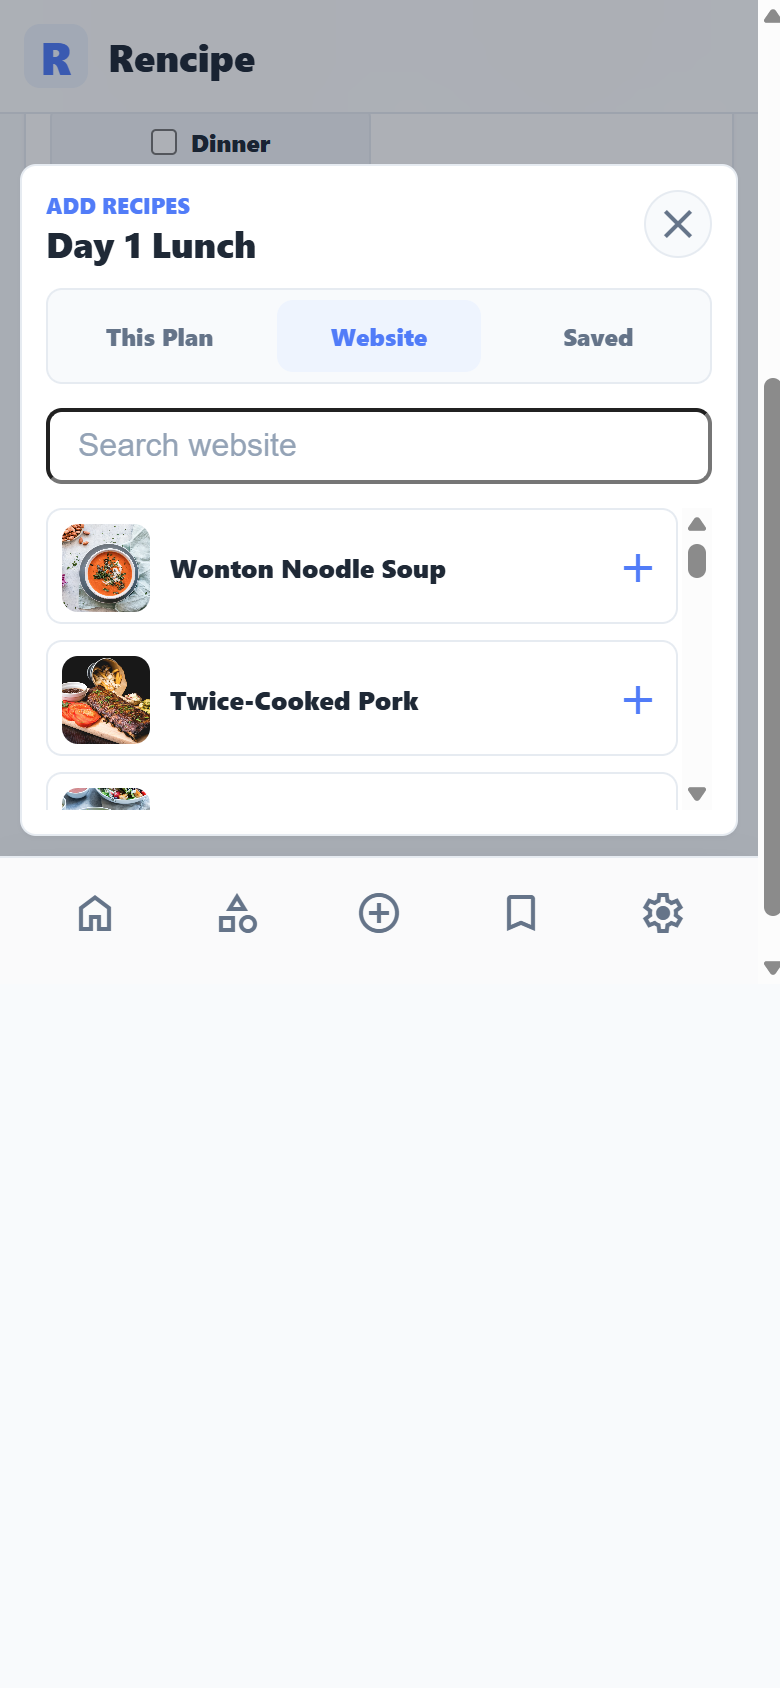 R Rencipe
Dinner
ADD RECIPES
Day 1 Lunch
This Plan Website Saved
Search website
Wonton Noodle Soup
Twice-Cooked Pork